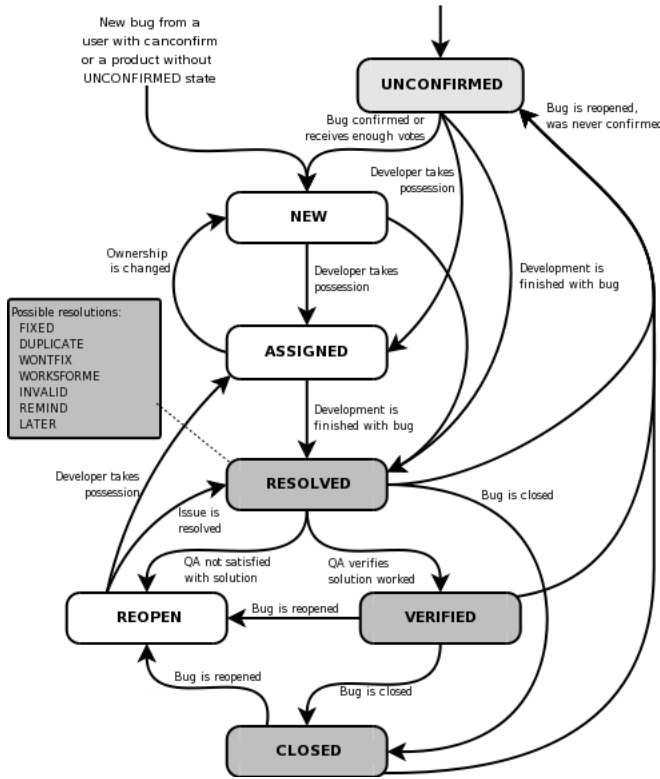 New bug from a
user with canconfirm
or a product without
UNCONFIRMED state
UNCONFIRMED
Bug confirmed or
receives enough votes
Bug is reopened,
was never confirmed
Developer takes
possession
NEW
Ownership
is changed
Developer takes
possession
Development is
finished with bug
Possible resolutions:
FIXED
DUPLICATE
WONTFIX
WORKSFORME
INVALID
REMIND
LATER
ASSIGNED
Development is
finished with bug
Developer takes
possession
RESOLVED
Issue is
resolved
Bug is closed
QA not satisfied
with solution
QA verifies
solution worked
REOPEN
Bug is reopened
VERIFIED
Bug is reopened
Bug is closed
CLOSED